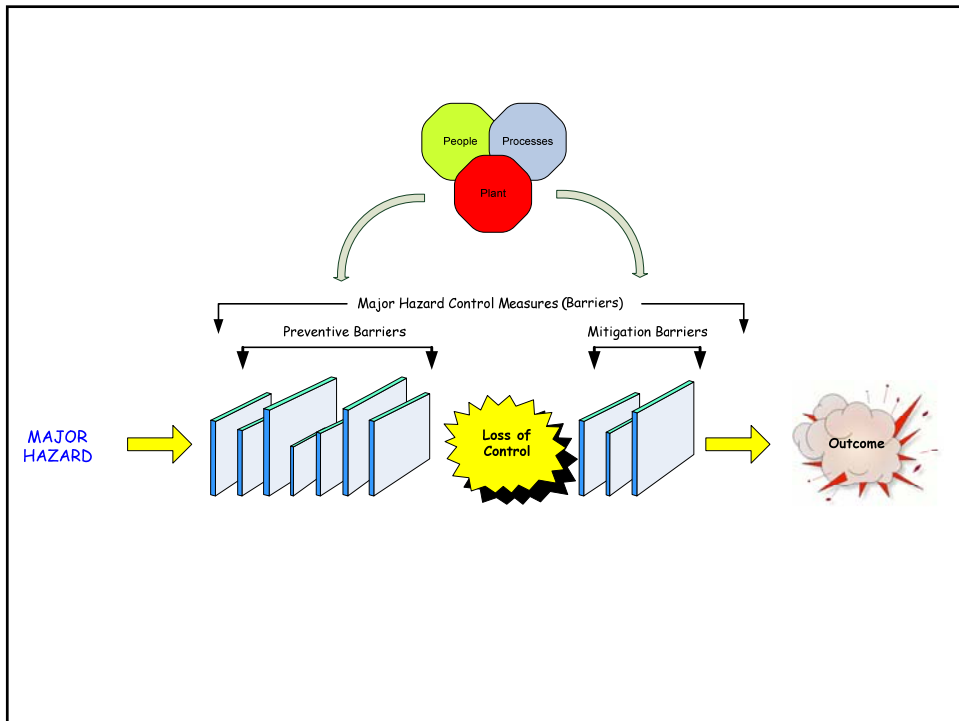 People
Processes
Plant
Major Hazard Control Measures (Barriers)
Preventive Barriers
Mitigation Barriers
MAJOR
HAZARD
Loss of
Control
Outcome